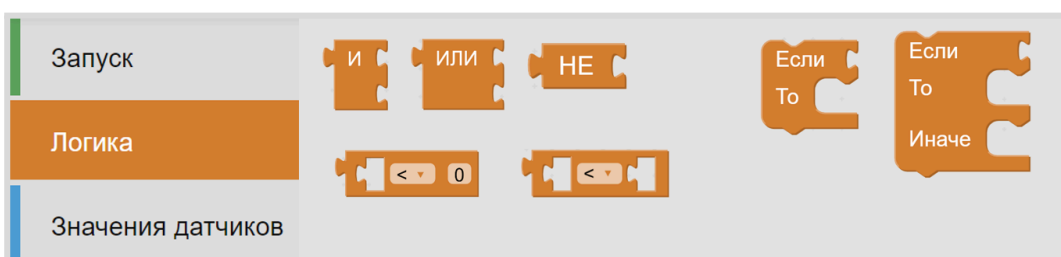 Запуск
Логика
Значения датчиков
И
ИЛИ
НЕ
< ▾ 0
< ▾
Если
То
Если
То
Иначе